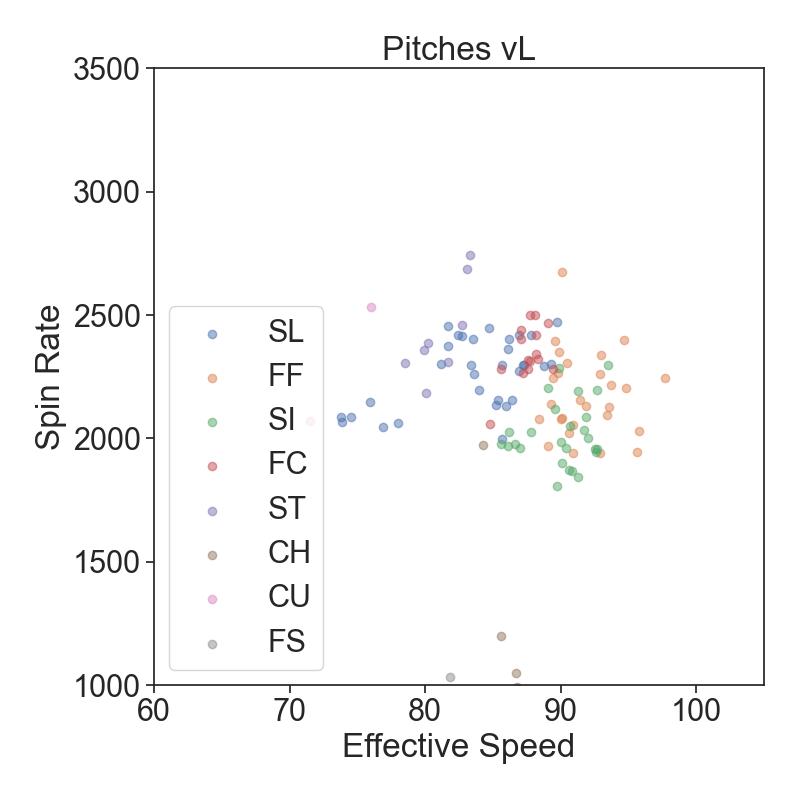 Pitches vL
3500
3000
2500
2000
1500
1000
Spin Rate
SL
FF
SI
FC
ST
CH
CU
FS
60 70 80 90 100
Effective Speed